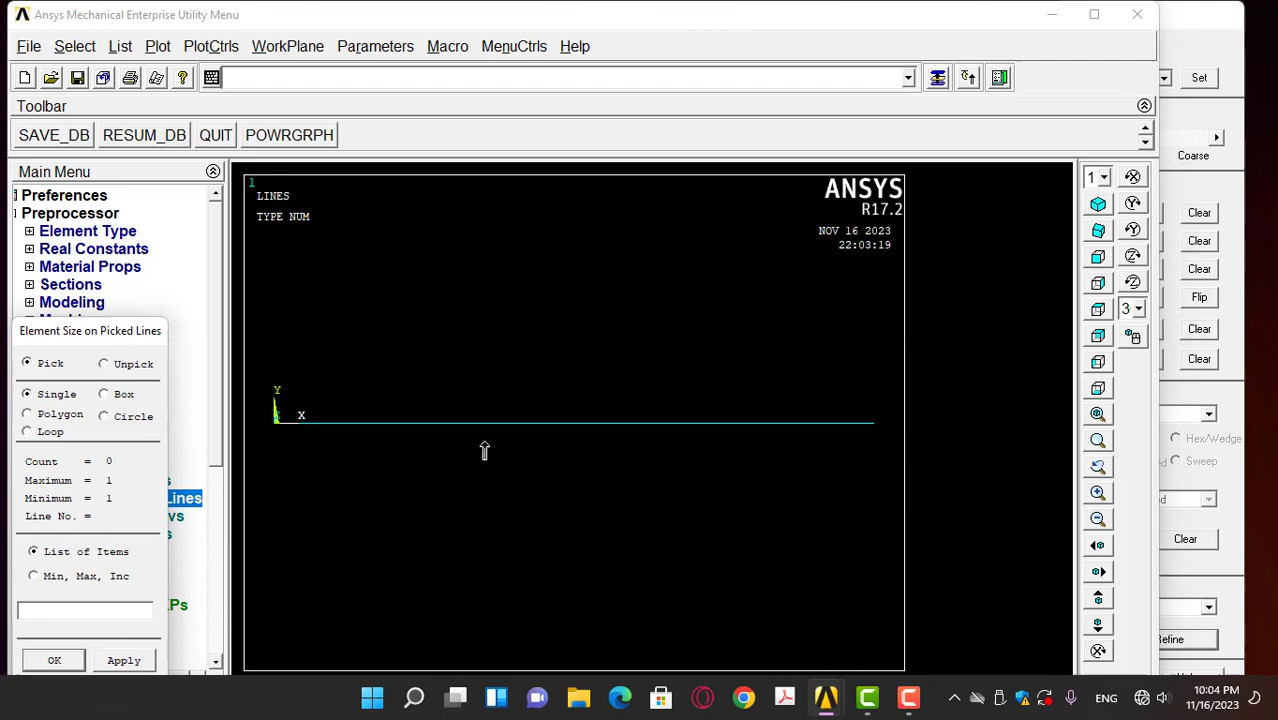 Ansys Mechanical Enterprise Utility Menu
File Select List Plot PlotCtrls WorkPlane Parameters Macro MenuCtrls Help
Set
Toolbar
SAVE_DB RESUM_DB QUIT POWRGRPH
Coarse
Main Menu
Preferences
Preprocessor
Element Type
Real Constants
Material Props
Sections
Modeling
Element Size on Picked Lines
Pick Unpick
Single Box
Polygon Circle
Loop
Count = 0
Maximum = 1
Minimum = 1
Line No. =
Lines
List of Items
Min, Max, Inc
OK Apply
1
LINES
TYPE NUM
ANSYS
R17.2
NOV 16 2023
22:03:19
Y
X
1
3
Clear
Clear
Clear
Flip
Clear
Clear
Hex/Wedge
Sweep
Clear
Refine
ENG
10:04 PM
11/16/2023